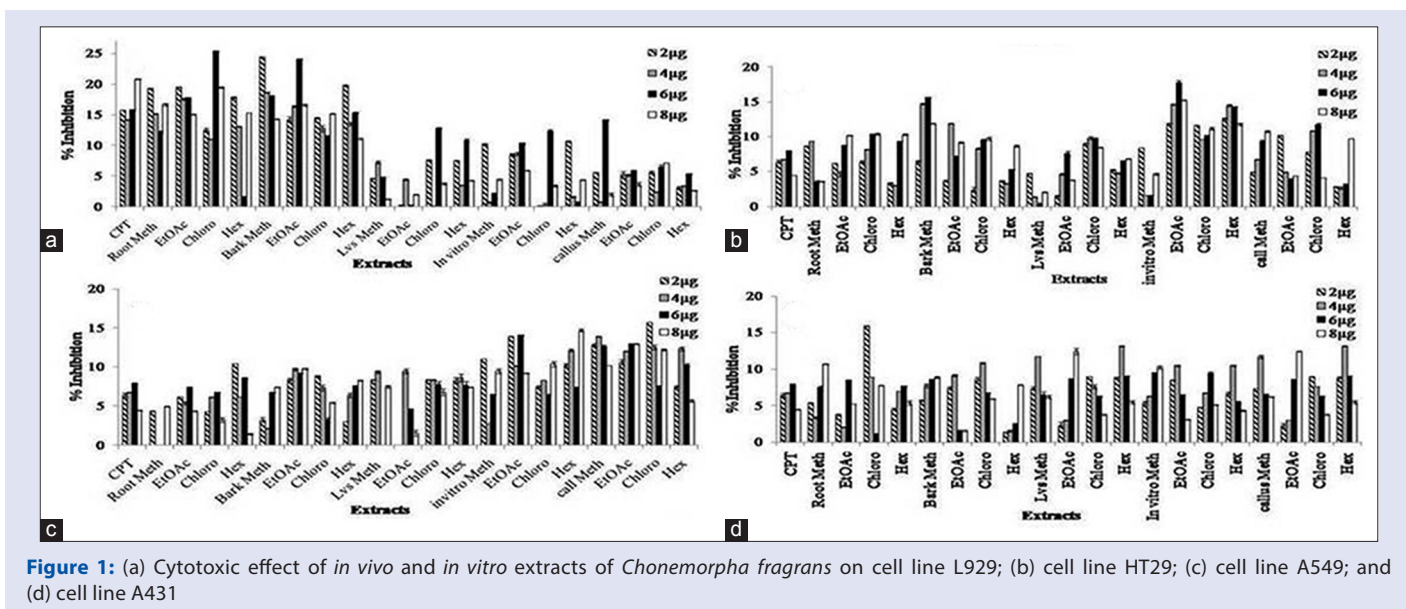 25
20
15
10
5
0
% Inhibition
2µg
4µg
6µg
8µg
CPT
Root Meth
EtOAc
Chloro
Hex
Bark Meth
EtOAc
Chloro
Hex
Lvs Meth
EtOAc
Chloro
Hex
In vitro Meth
EtOAc
Chloro
Hex
callus Meth
EtOAc
Chloro
Hex
Extracts
a
20
15
10
5
0
% Inhibition
2µg
4µg
6µg
8µg
CPT
Root Meth
EtOAc
Chloro
Hex
Bark Meth
EtOAc
Chloro
Hex
Lvs Meth
EtOAc
Chloro
Hex
invitro Meth
EtOAc
Chloro
Hex
call Meth
EtOAc
Chloro
Hex
Extracts
b
20
15
10
5
0
% Inhibition
2µg
4µg
6µg
8µg
CPT
Root Meth
EtOAc
Chloro
Hex
Bark Meth
EtOAc
Chloro
Hex
Lvs Meth
EtOAc
Chloro
Hex
invitro Meth
EtOAc
Chloro
Hex
call Meth
EtOAc
Chloro
Hex
Extracts
c
20
15
10
5
0
% Inhibition
2µg
4µg
6µg
8µg
CPT
Root Meth
EtOAc
Chloro
Hex
Bark Meth
EtOAc
Chloro
Hex
Lvs Meth
EtOAc
Chloro
Hex
In vitro Meth
EtOAc
Chloro
Hex
callus Meth
EtOAc
Chloro
Hex
Extracts
d
Figure 1: (a) Cytotoxic effect of in vivo and in vitro extracts of Chonemorpha fragrans on cell line L929; (b) cell line HT29; (c) cell line A549; and
(d) cell line A431